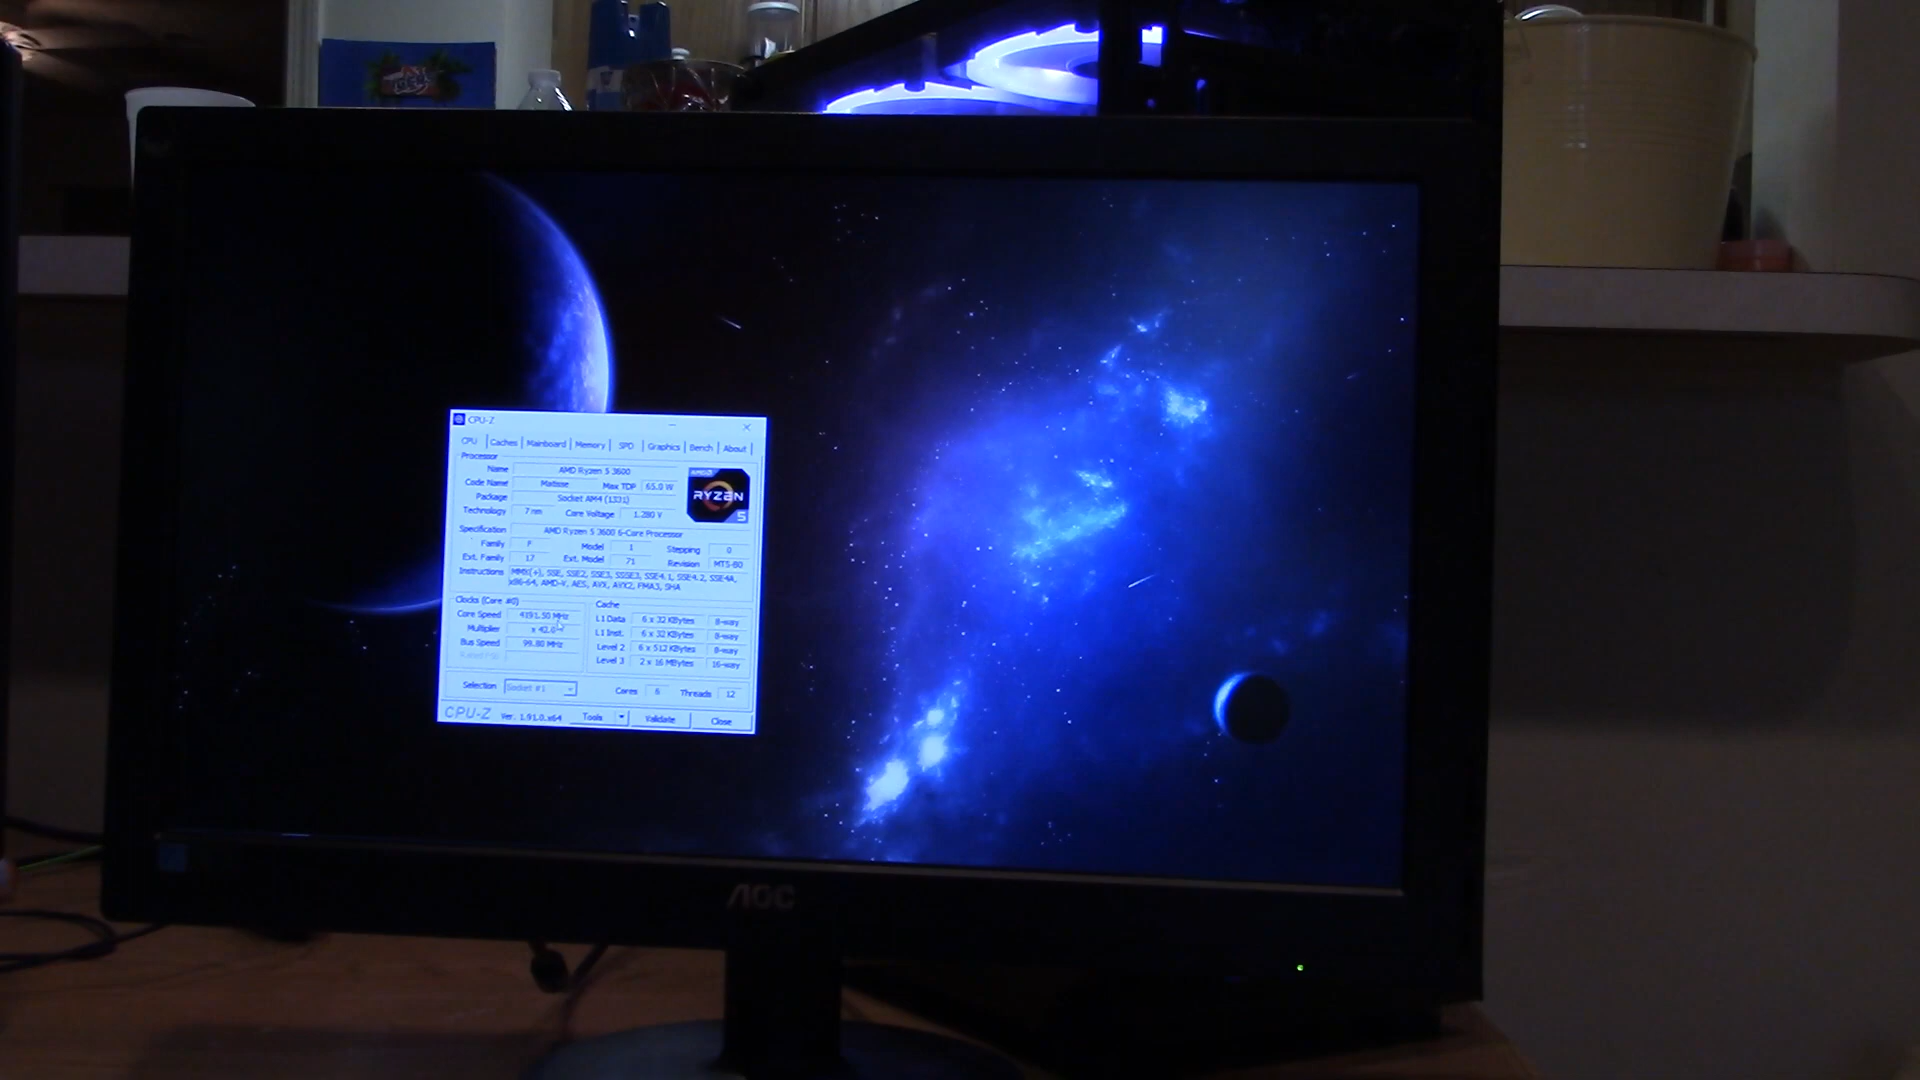 CPU-Z
CPU Caches Mainboard Memory SPD Graphics Bench About
Processor
Name AMD Ryzen 5 3600
Code Name Matisse Max TDP 65.0 W
Package Socket AM4 (1331)
Technology 7 nm Core Voltage 1.280 V
AMD
RYZEN
5
Specification AMD Ryzen 5 3600 6-Core Processor
Family F Model 1 Stepping 0
Ext. Family 17 Ext. Model 71 Revision MTS-B0
Instructions MMX(+), SSE, SSE2, SSE3, SSSE3, SSE4.1, SSE4.2, SSE4A,
x86-64, AMD-V, AES, AVX, AVX2, FMA3, SHA
Clocks (Core #0)
Core Speed 4191.50 MHz
Multiplier x 42.0
Bus Speed 99.80 MHz
Rated FSB
Cache
L1 Data 6 x 32 KBytes 8-way
L1 Inst. 6 x 32 KBytes 8-way
Level 2 6 x 512 KBytes 8-way
Level 3 2 x 16 MBytes 16-way
Selection Socket #1 Cores 6 Threads 12
CPU-Z Ver. 1.91.0.x64 Tools Validate Close
AOC